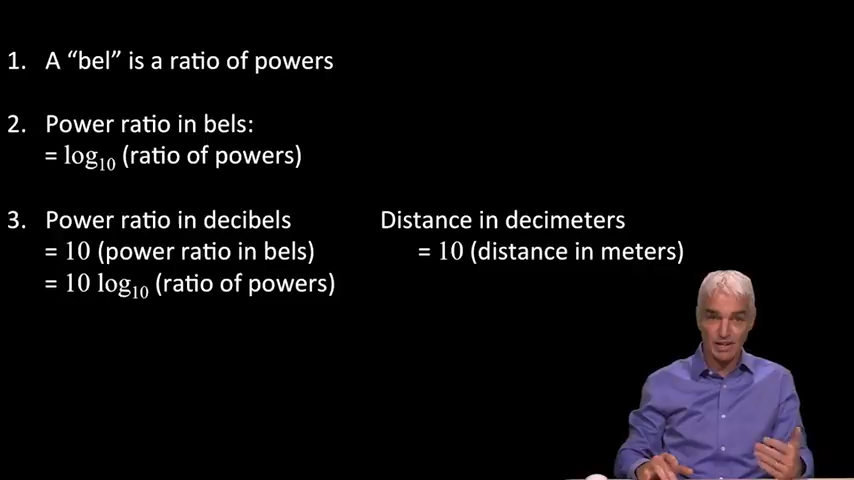 1. A “bel” is a ratio of powers
2. Power ratio in bels:
= log₁₀ (ratio of powers)
3. Power ratio in decibels
= 10 (power ratio in bels)
= 10 log₁₀ (ratio of powers)
Distance in decimeters
= 10 (distance in meters)